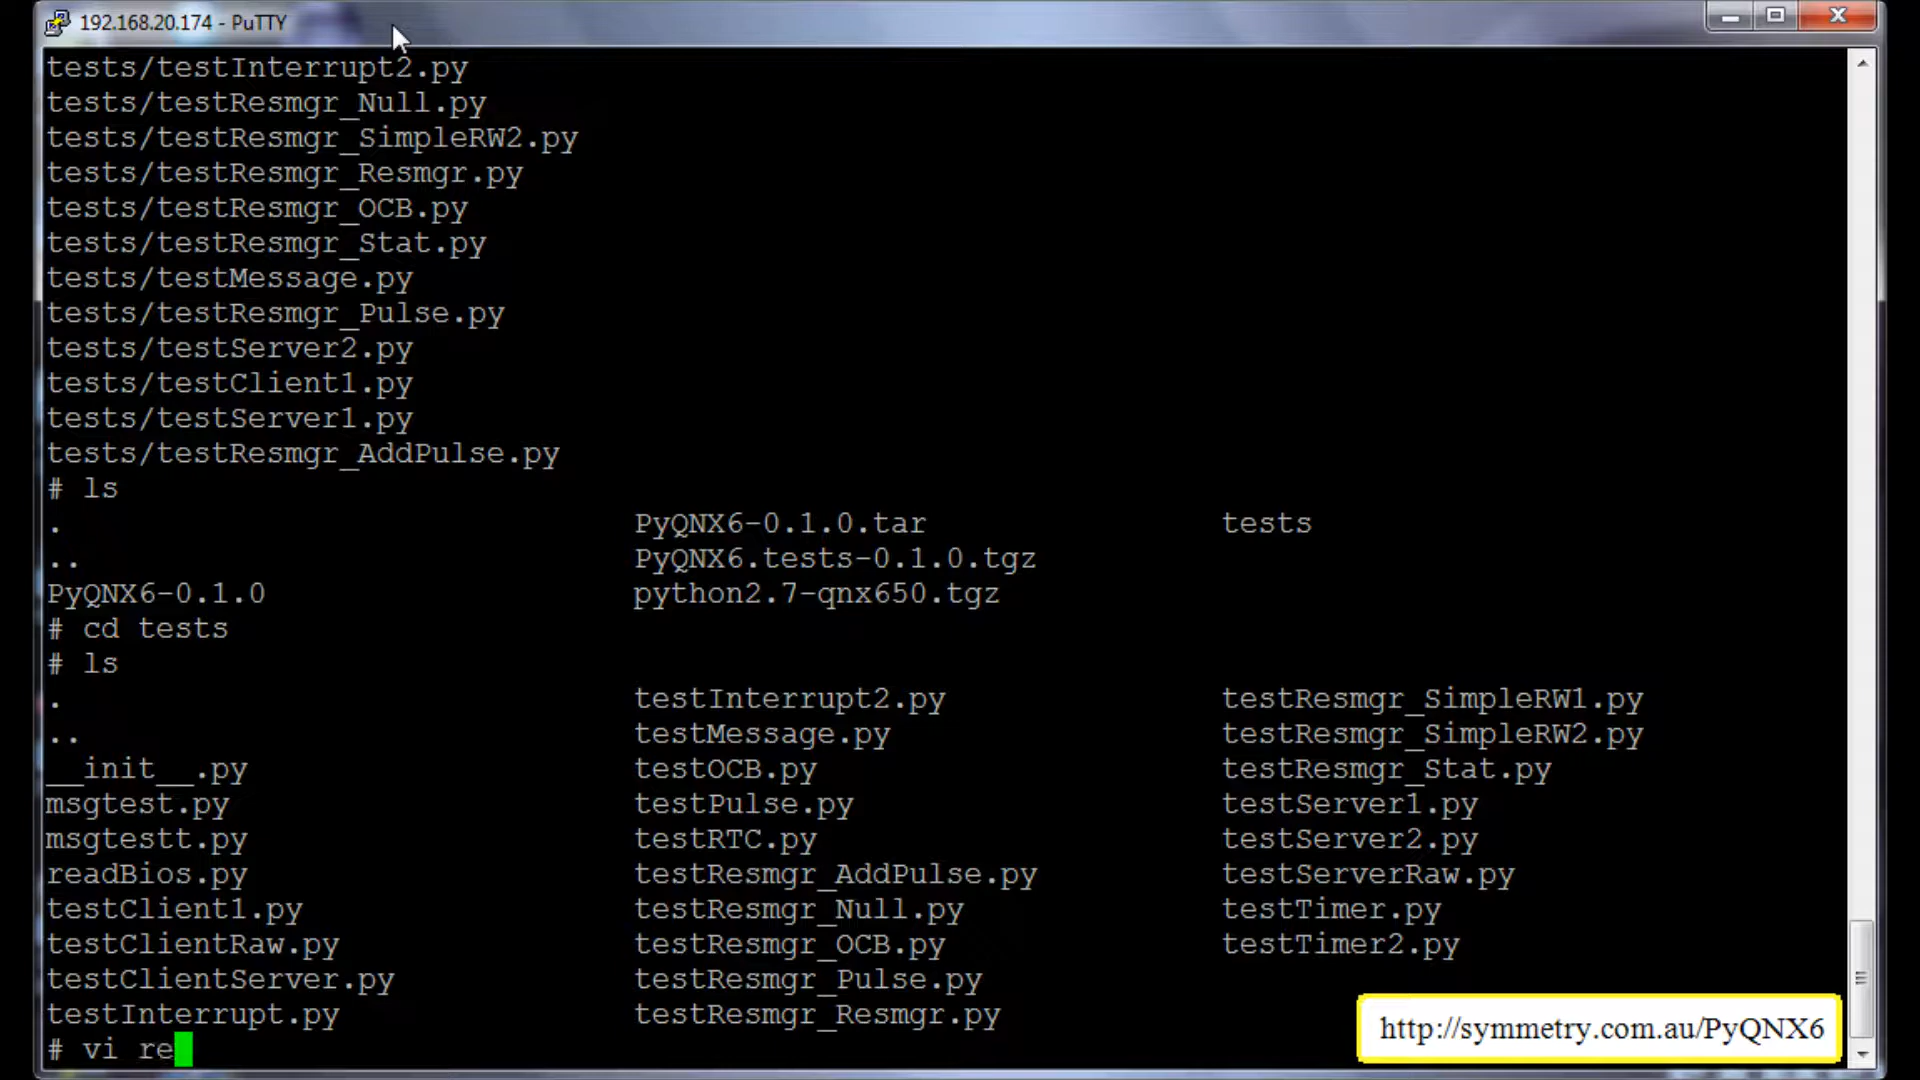 192.168.20.174 - PuTTY
tests/testInterrupt2.py
tests/testResmgr_Null.py
tests/testResmgr_SimpleRW2.py
tests/testResmgr_Resmgr.py
tests/testResmgr_OCB.py
tests/testResmgr_Stat.py
tests/testMessage.py
tests/testResmgr_Pulse.py
tests/testServer2.py
tests/testClient1.py
tests/testServer1.py
tests/testResmgr_AddPulse.py
# ls
. PyQNX6-0.1.0.tar tests
.. PyQNX6.tests-0.1.0.tgz
PyQNX6-0.1.0 python2.7-qnx650.tgz
# cd tests
# ls
. testInterrupt2.py testResmgr_SimpleRW1.py
.. testMessage.py testResmgr_SimpleRW2.py
__init__.py testOCB.py testResmgr_Stat.py
msgtest.py testPulse.py testServer1.py
msgtestt.py testRTC.py testServer2.py
readBios.py testResmgr_AddPulse.py testServerRaw.py
testClient1.py testResmgr_Null.py testTimer.py
testClientRaw.py testResmgr_OCB.py testTimer2.py
testClientServer.py testResmgr_Pulse.py
testInterrupt.py testResmgr_Resmgr.py
# vi re
http://symmetry.com.au/PyQNX6